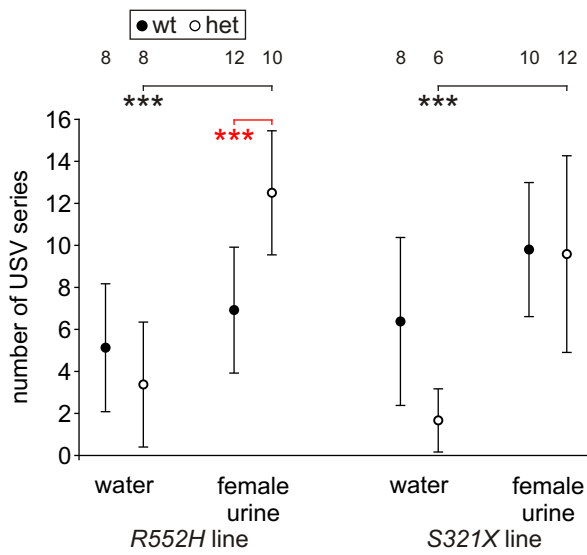 wt het
8 8 12 10 8 6 10 12
*** ***
***
16
14
12
10
8
6
4
2
0
number of USV series
water female urine water female urine
R552H line S321X line